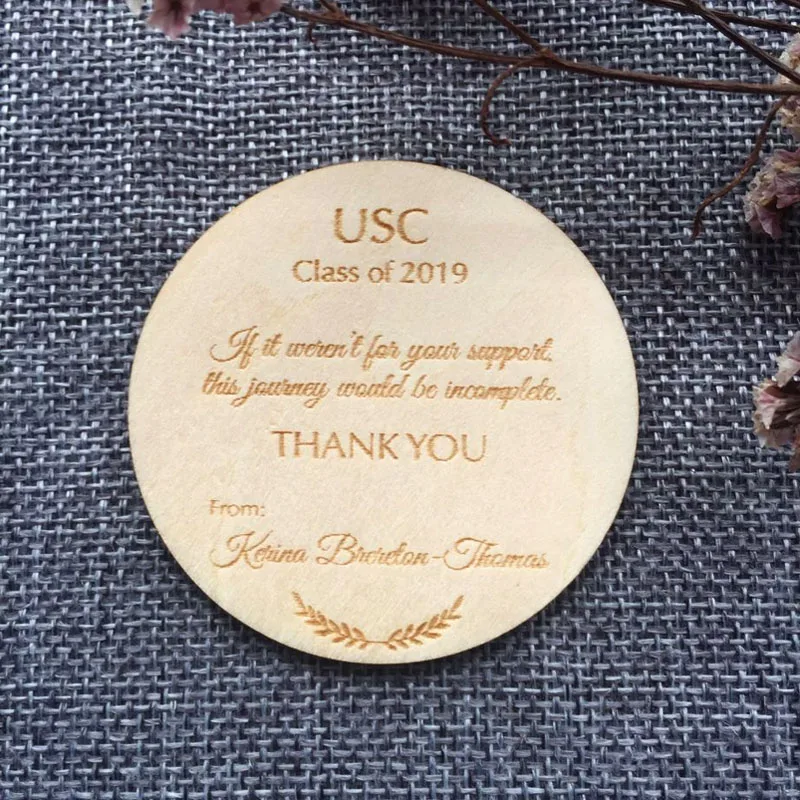 USC
Class of 2019
If it weren't for your support,
this journey would be incomplete.
THANK YOU
From:
Kerina Brereton-Thomas